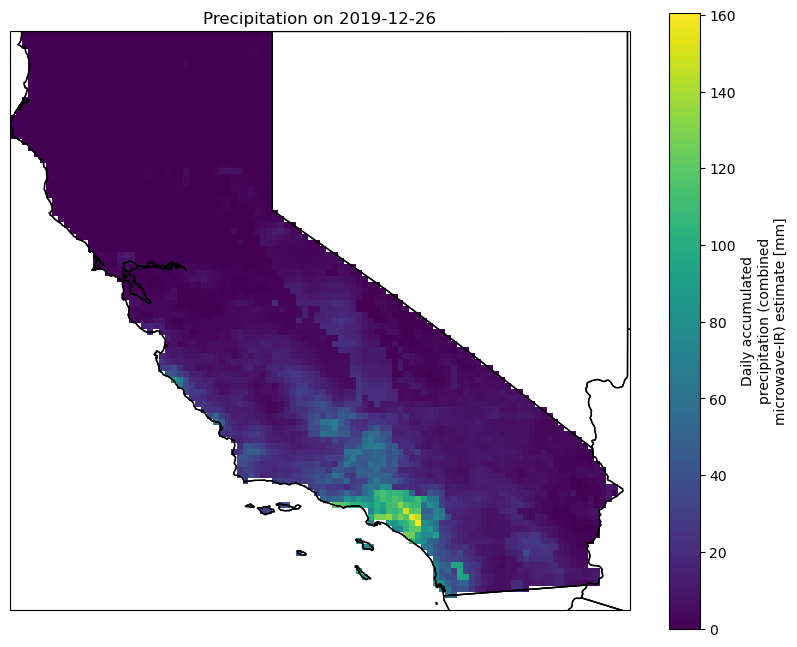 Precipitation on 2019-12-26
160
140
120
100
80
60
40
20
0
Daily accumulated
precipitation (combined
microwave-IR) estimate [mm]